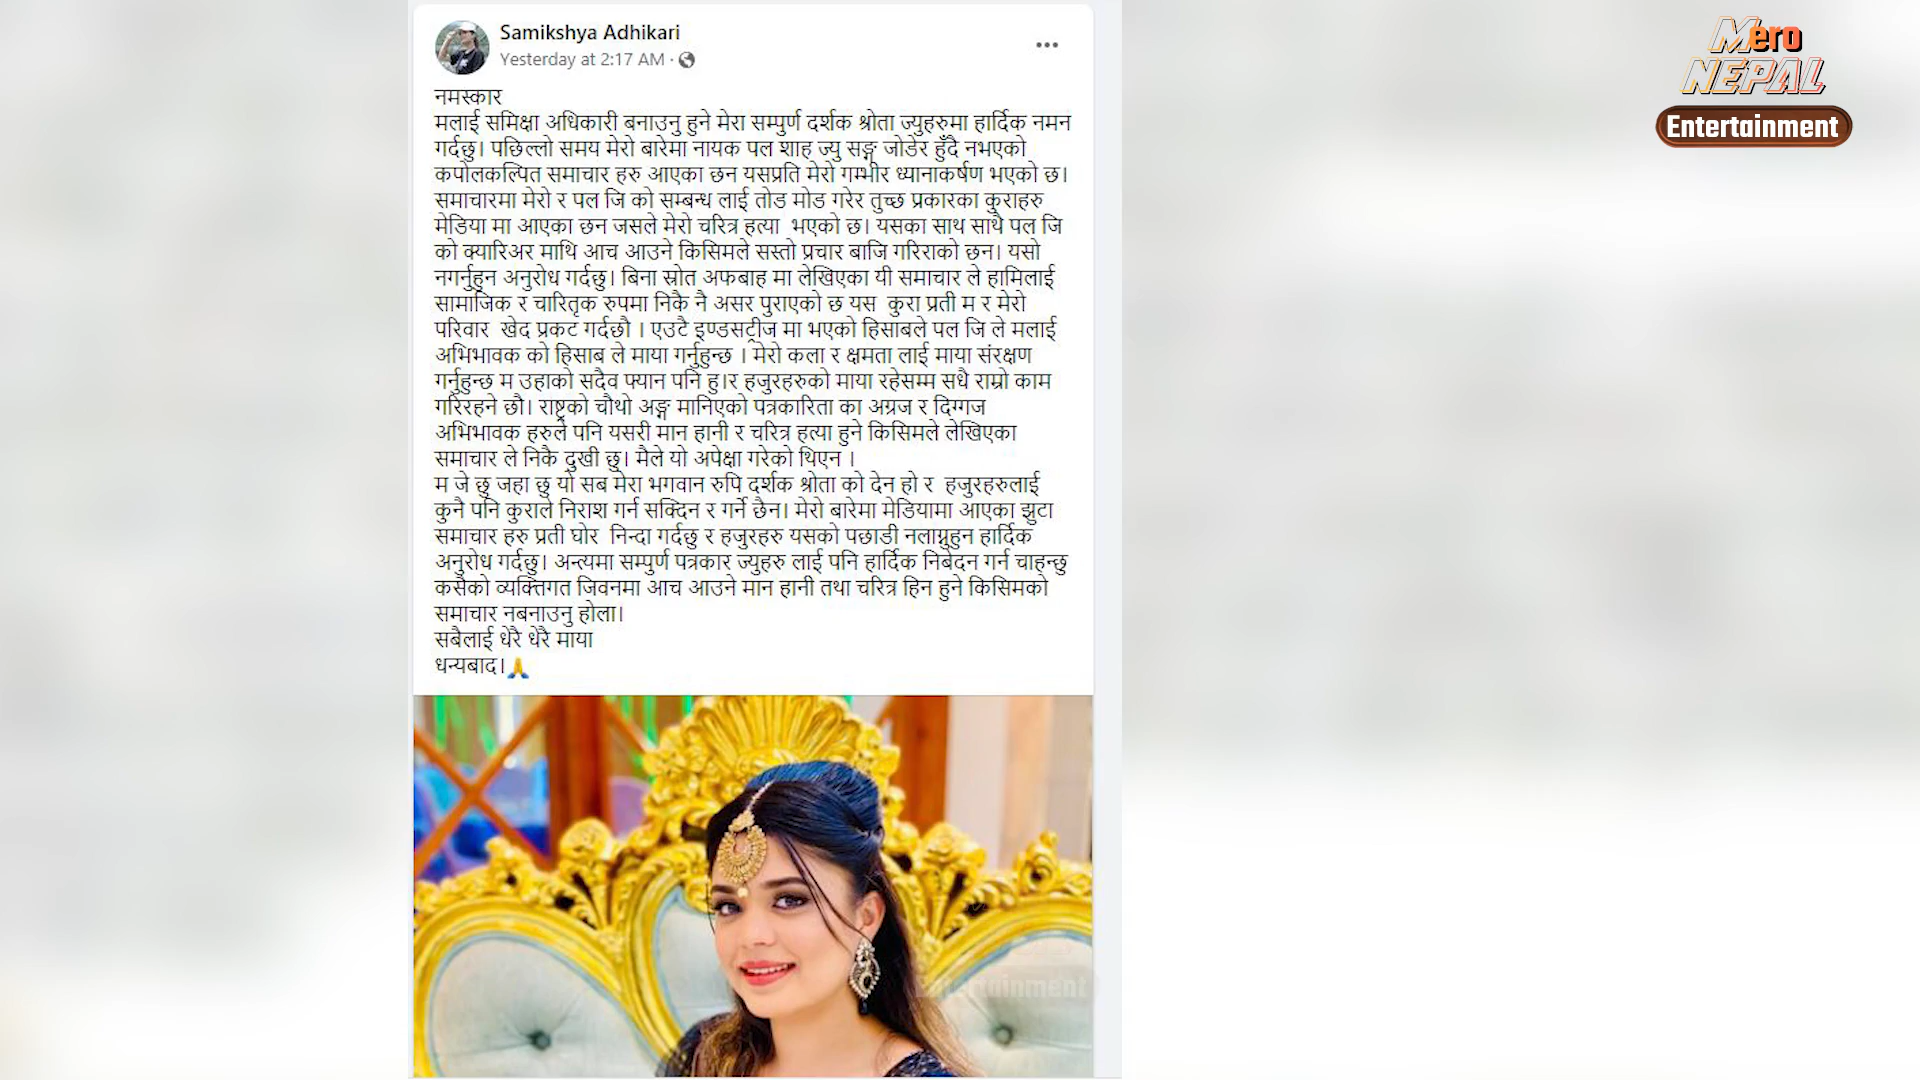 Samikshya Adhikari
Yesterday at 2:17 AM ·
Mero
NEPAL
Entertainment
नमस्कार
मलाई समिक्षा अधिकारी बनाउनु हुने मेरा सम्पुर्ण दर्शक श्रोता ज्युहरुमा हार्दिक नमन
गर्दछु। पछिल्लो समय मेरो बारेमा नायक पल शाह ज्यु सङ्ग जोडेर हुँदै नभएको
कपोलकल्पित समाचार हरु आएका छन यसप्रति मेरो गम्भीर ध्यानाकर्षण भएको छ।
समाचारमा मेरो र पल जि को सम्बन्ध लाई तोड मोड गरेर तुच्छ प्रकारका कुराहरु
मेडिया मा आएका छन जसले मेरो चरित्र हत्या भएको छ। यसका साथ साथै पल जि
को क्यारिअर माथि आच आउने किसिमले सस्तो प्रचार बाजि गरिराको छन। यसो
नगर्नुहुन अनुरोध गर्दछु। बिना स्रोत अफबाह मा लेखिएका यी समाचार ले हामिलाई
सामाजिक र चारितृक रुपमा निकै नै असर पुराएको छ यस कुरा प्रती म र मेरो
परिवार खेद प्रकट गर्दछौ । एउटै इण्डसट्रीज मा भएको हिसाबले पल जि ले मलाई
अभिभावक को हिसाब ले माया गर्नुहुन्छ । मेरो कला र क्षमता लाई माया संरक्षण
गर्नुहुन्छ म उहाको सदैव फ्यान पनि हु।र हजुरहरुको माया रहेसम्म सधै राम्रो काम
गरिरहने छौ। राष्ट्रको चौथो अङ्ग मानिएको पत्रकारिता का अग्रज र दिग्गज
अभिभावक हरुले पनि यसरी मान हानी र चरित्र हत्या हुने किसिमले लेखिएका
समाचार ले निकै दुखी छु। मैले यो अपेक्षा गरेको थिएन ।
म जे छु जहा छु यो सब मेरा भगवान रुपि दर्शक श्रोता को देन हो र हजुरहरुलाई
कुनै पनि कुराले निराश गर्न सक्दिन र गर्ने छैन। मेरो बारेमा मेडियामा आएका झुटा
समाचार हरु प्रती घोर निन्दा गर्दछु र हजुरहरु यसको पछाडी नलाग्नुहुन हार्दिक
अनुरोध गर्दछु। अन्त्यमा सम्पुर्ण पत्रकार ज्युहरु लाई पनि हार्दिक निबेदन गर्न चाहन्छु
कसैको व्यक्तिगत जिवनमा आच आउने मान हानी तथा चरित्र हिन हुने किसिमको
समाचार नबनाउनु होला।
सबैलाई धेरै धेरै माया
धन्यबाद।🙏
Entertainment